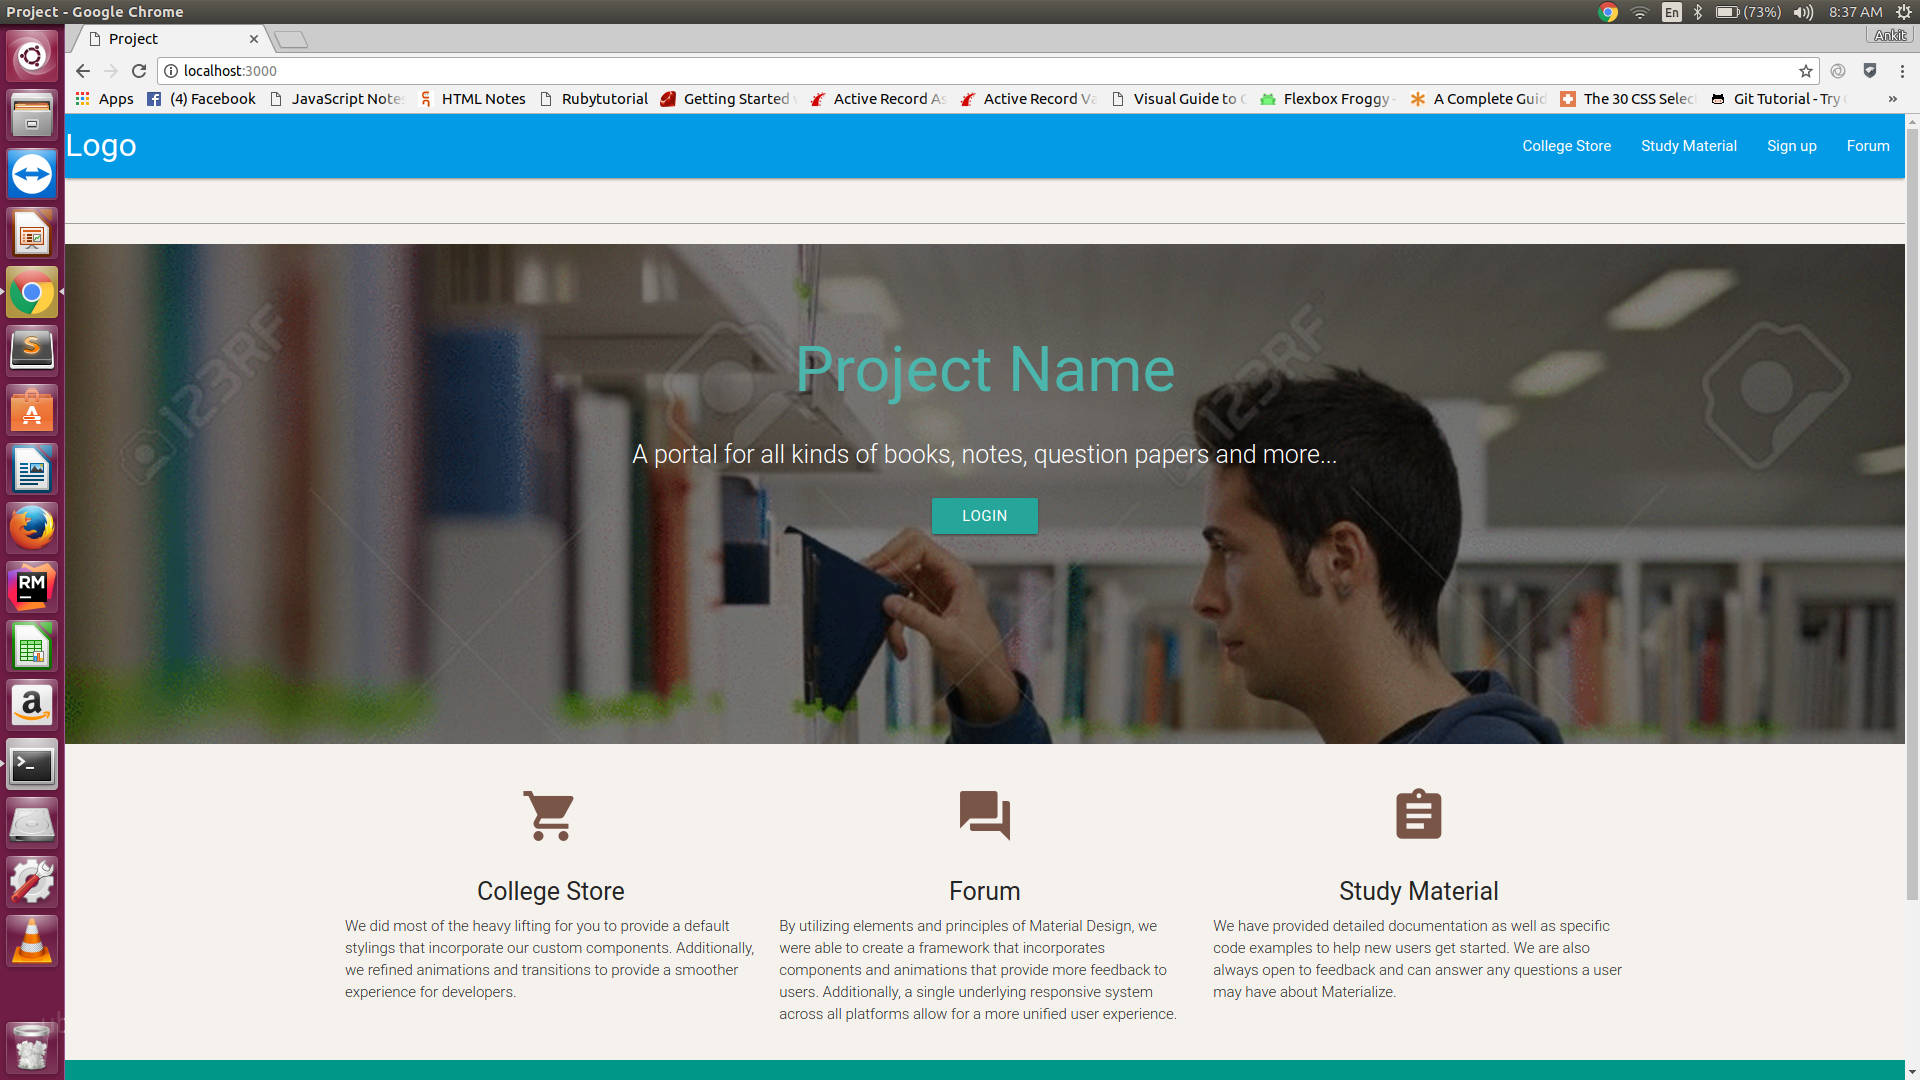 Project - Google Chrome
En
(73%)
8:37 AM
Project
Ankit
localhost:3000
Apps
(4) Facebook
JavaScript Notes
HTML Notes
Rubytutorial
Getting Started
Active Record As
Active Record Va
Visual Guide to
Flexbox Froggy -
A Complete Guid
The 30 CSS Selec
Git Tutorial - Try
»
Logo
College Store
Study Material
Sign up
Forum
123RF
123RF
Project Name
A portal for all kinds of books, notes, question papers and more...
LOGIN
RM
College Store
We did most of the heavy lifting for you to provide a default
stylings that incorporate our custom components. Additionally,
we refined animations and transitions to provide a smoother
experience for developers.
Forum
By utilizing elements and principles of Material Design, we
were able to create a framework that incorporates
components and animations that provide more feedback to
users. Additionally, a single underlying responsive system
across all platforms allow for a more unified user experience.
Study Material
We have provided detailed documentation as well as specific
code examples to help new users get started. We are also
always open to feedback and can answer any questions a user
may have about Materialize.